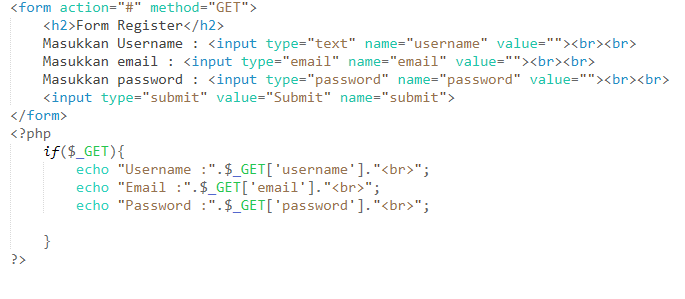 <form action="#" method="GET">
    <h2>Form Register</h2>
    Masukkan Username : <input type="text" name="username" value=""><br><br>
    Masukkan email : <input type="email" name="email" value=""><br><br>
    Masukkan password : <input type="password" name="password" value=""><br><br>
    <input type="submit" value="Submit" name="submit">
</form>
<?php
    if($_GET){
        echo "Username :".$_GET['username']."<br>";
        echo "Email :".$_GET['email']."<br>";
        echo "Password :".$_GET['password']."<br>";
    }
?>